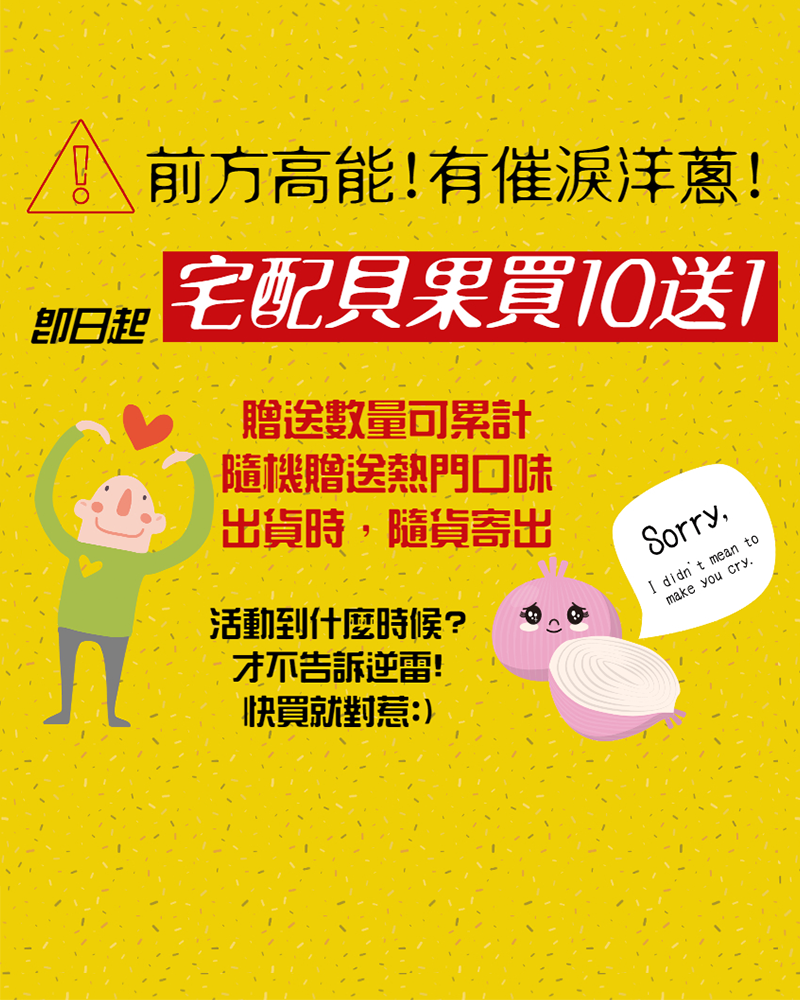 前方高能!有催淚洋蔥!
即日起 宅配貝果買10送1
贈送數量可累計
隨機贈送熱門口味
出貨時，隨貨寄出
活動到什麼時候?
才不告訴逆雷!
快買就對惹:)
Sorry,
I didn't mean to
make you cry.